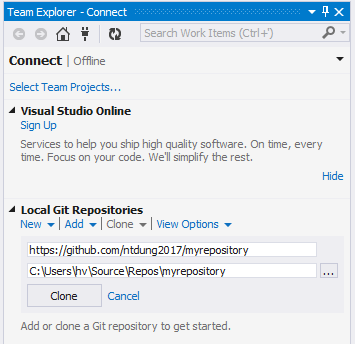 Team Explorer - Connect
Search Work Items (Ctrl+')
Connect | Offline
Select Team Projects...
Visual Studio Online
Sign Up
Services to help you ship high quality software. On time, every
time. Focus on your code. We'll simplify the rest.
Hide
Local Git Repositories
New | Add | Clone | View Options
https://github.com/ntdung2017/myrepository
C:\Users\hv\Source\Repos\myrepository
...
Clone Cancel
Add or clone a Git repository to get started.